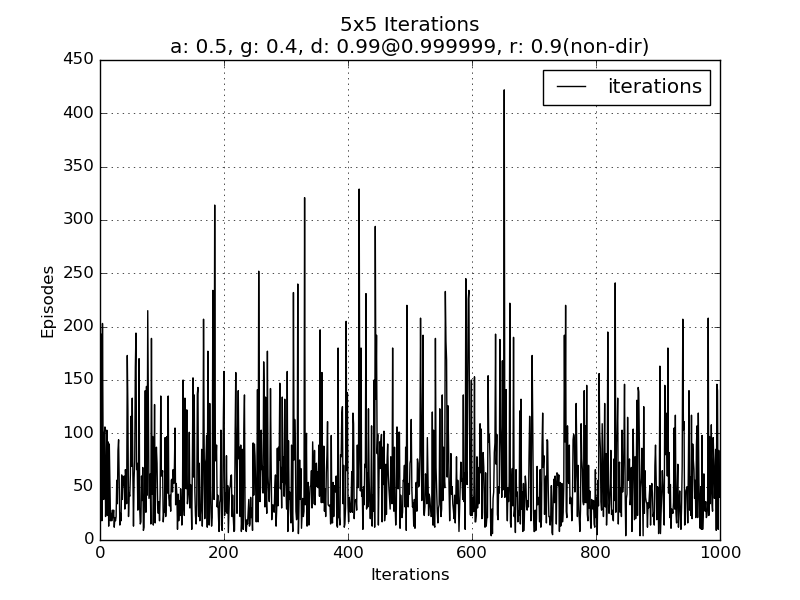 5x5 Iterations
a: 0.5, g: 0.4, d: 0.99@0.999999, r: 0.9(non-dir)
450
400
350
300
250
200
150
100
50
0
Episodes
iterations
0 200 400 600 800 1000
Iterations